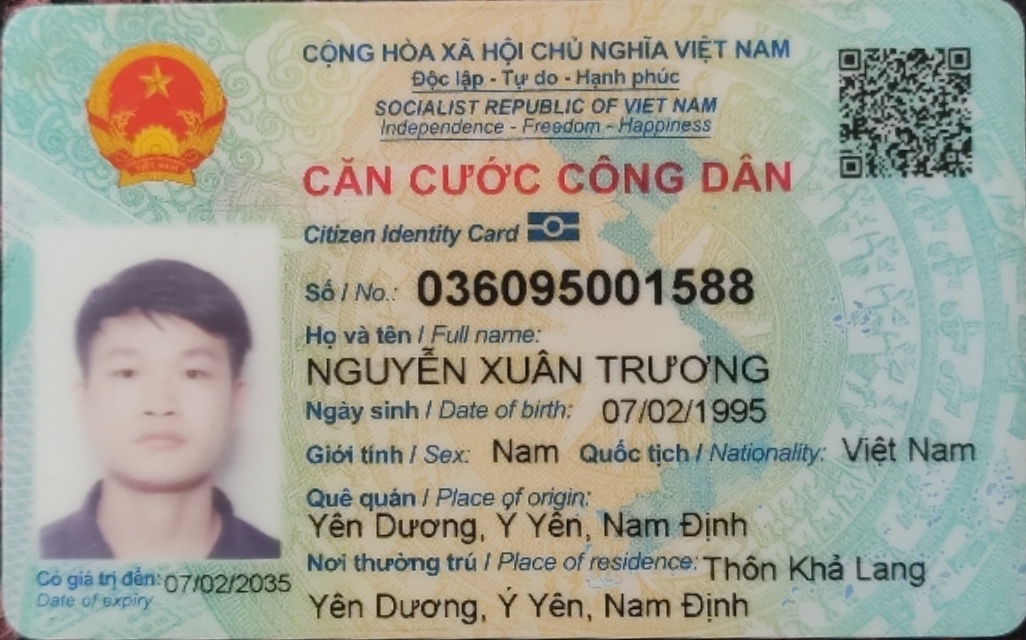 CỘNG HÒA XÃ HỘI CHỦ NGHĨA VIỆT NAM
Độc lập - Tự do - Hạnh phúc
SOCIALIST REPUBLIC OF VIET NAM
Independence - Freedom - Happiness
CĂN CƯỚC CÔNG DÂN
Citizen Identity Card
Số / No.: 036095001588
Họ và tên / Full name:
NGUYỄN XUÂN TRƯƠNG
Ngày sinh / Date of birth: 07/02/1995
Giới tính / Sex: Nam Quốc tịch / Nationality: Việt Nam
Quê quán / Place of origin:
Yên Dương, Ý Yên, Nam Định
Nơi thường trú / Place of residence: Thôn Khả Lang
Yên Dương, Ý Yên, Nam Định
Có giá trị đến: 07/02/2035
Date of expiry